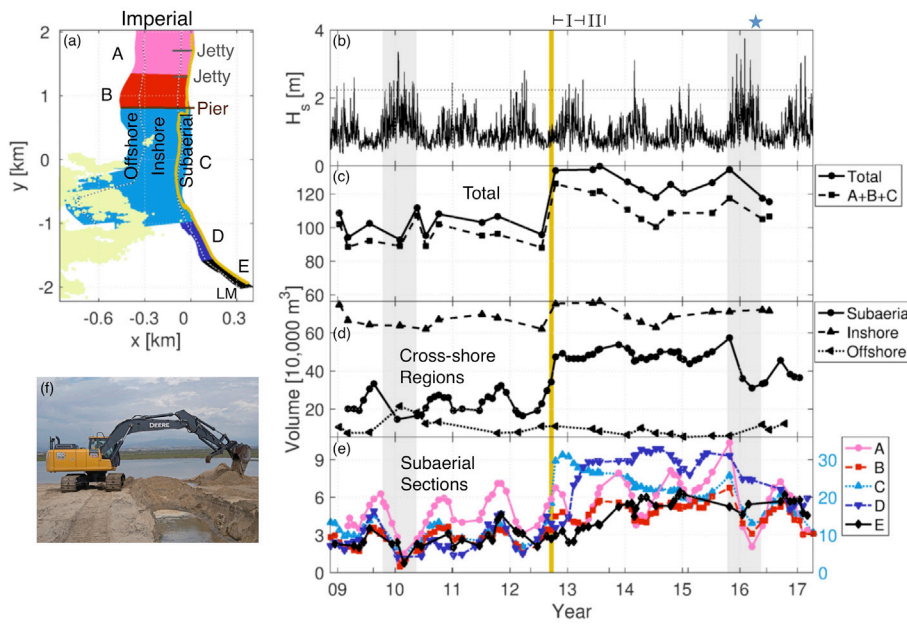 Imperial
(a)
A
B
C
D
E
LM
Jetty
Jetty
Pier
Offshore
Inshore
Subaerial
2
1
0
-1
-2
y [km]
-0.6
-0.3
0
0.3
x [km]
(f)
DEERE
I
II
(b)
4
2
0
H_s [m]
(c)
Total
120
100
80
60
Total
A+B+C
(d)
Cross-shore
Regions
60
40
20
Volume [10,000 m³]
Subaeria
Inshore
Offshore
(e)
Subaerial
Sections
9
6
3
0
30
20
10
0
A
B
C
D
E
09
10
11
12
13
14
15
16
17
Year